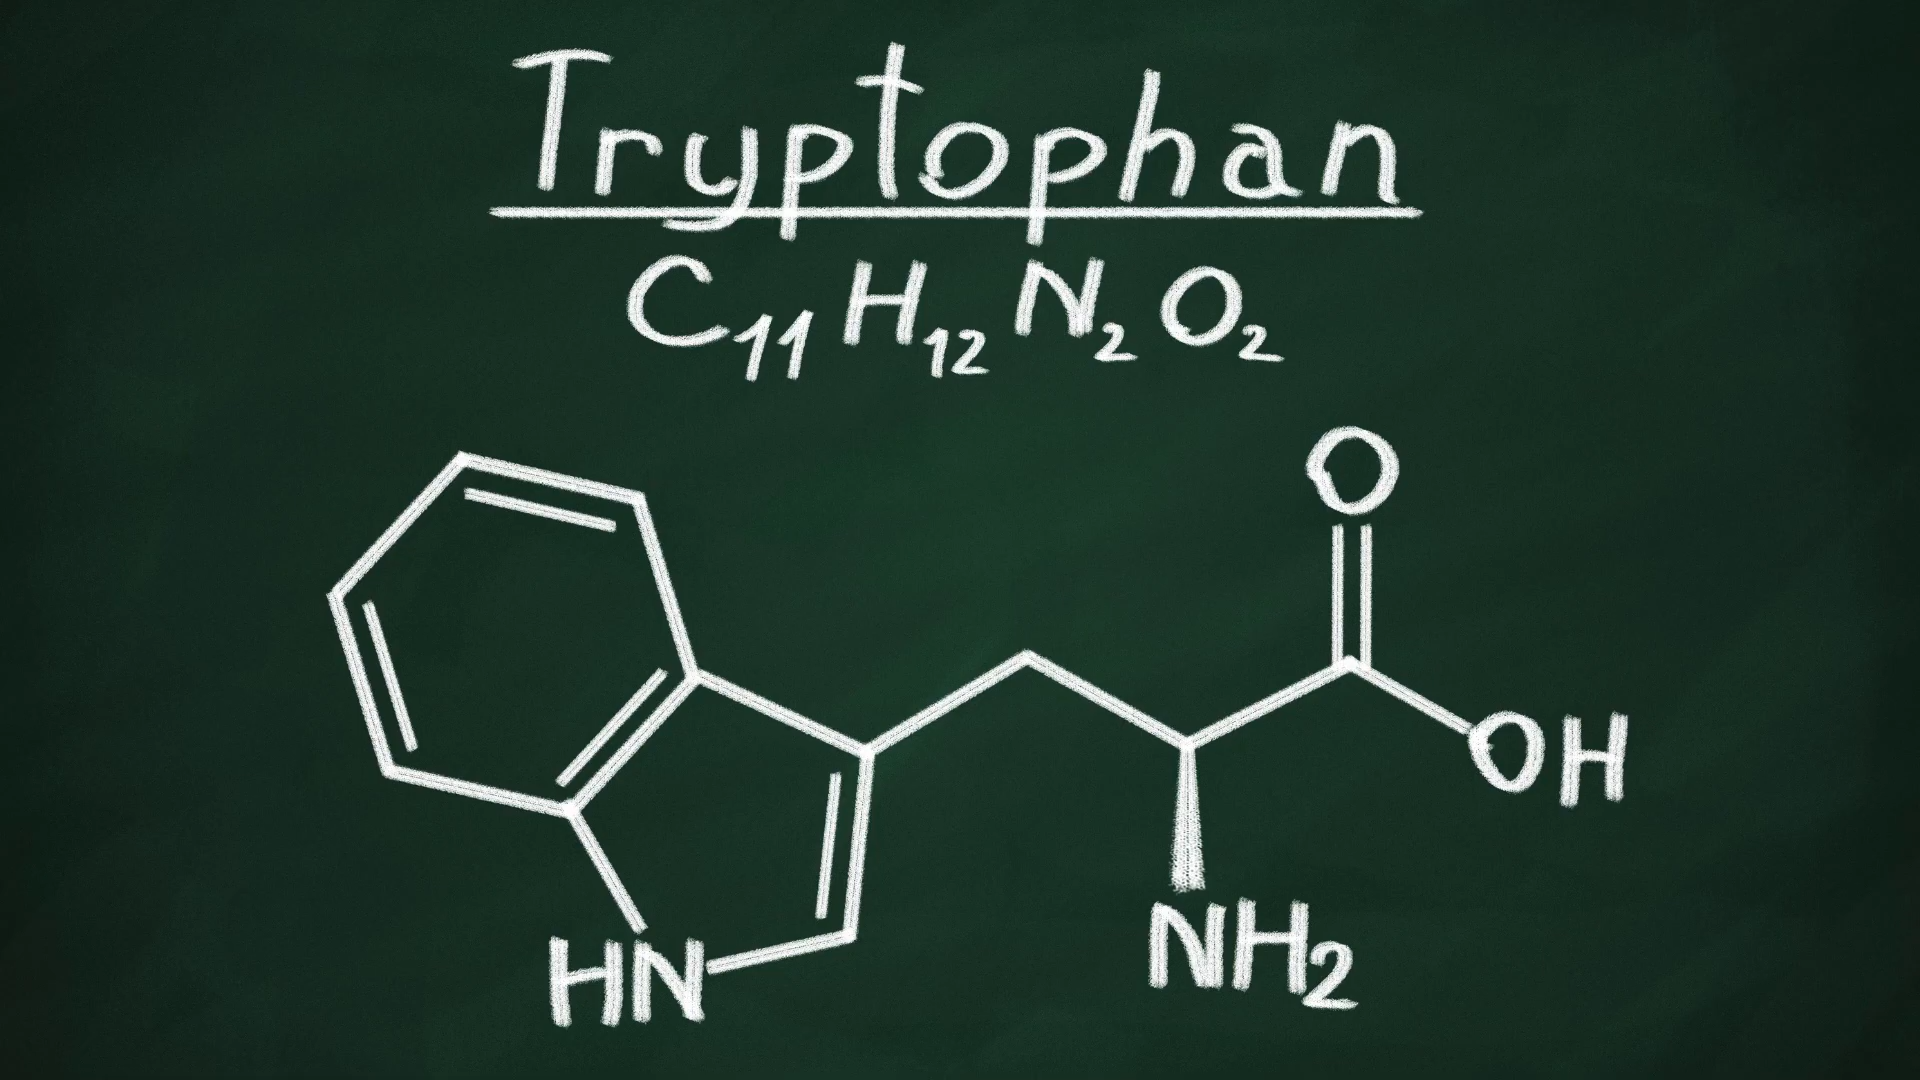 Tryptophan
C₁₁H₁₂N₂O₂
O
OH
HN
NH₂